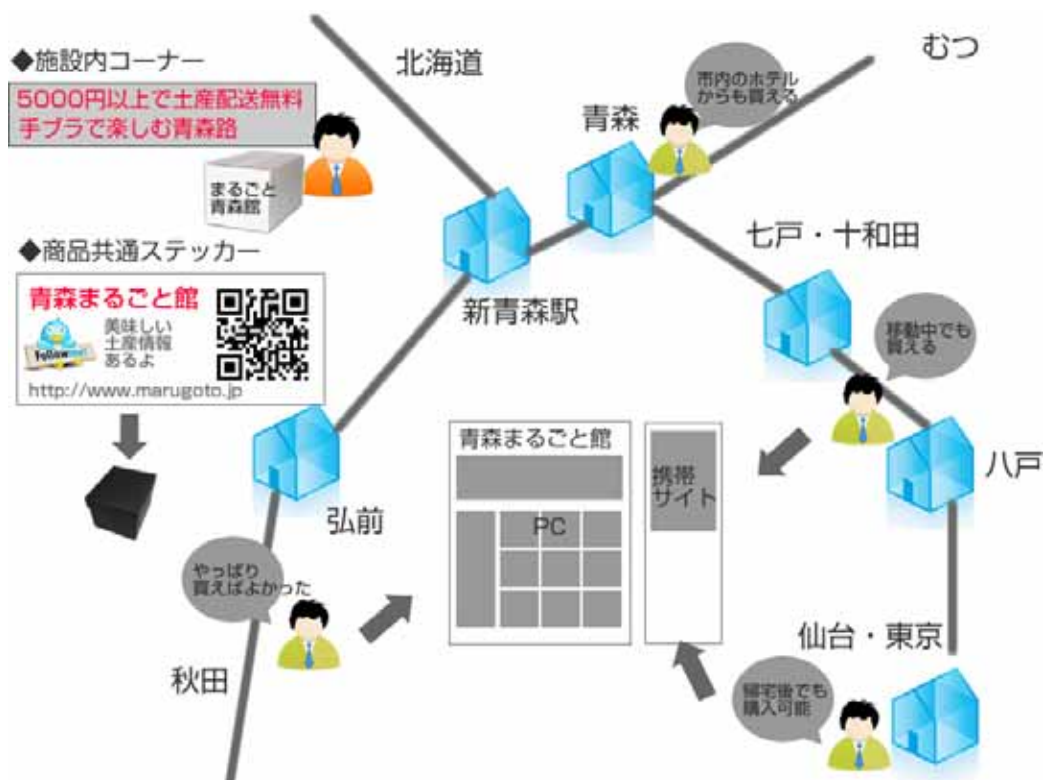 ◆施設内コーナー
5000円以上で土産配送無料
手ブラで楽しむ青森路
まるごと
青森館
◆商品共通ステッカー
青森まるごと館
美味しい
土産情報
あるよ
Follow me!
http://www.marugoto.jp
北海道
むつ
市内のホテル
からも買える
青森
七戸・十和田
新青森駅
移動中でも
買える
八戸
青森まるごと館
PC
携帯
サイト
弘前
やっぱり
買えばよかった
秋田
仙台・東京
帰宅後でも
購入可能